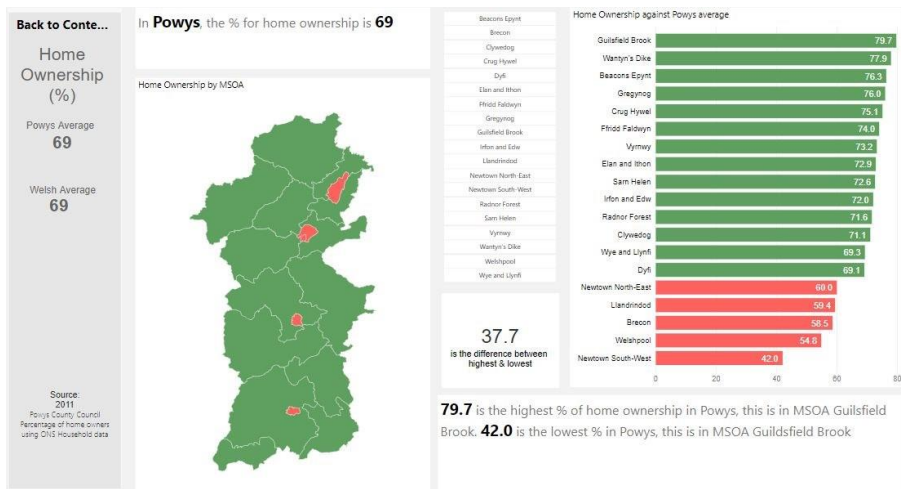 Back to Conte...
Home
Ownership
(%)
Powys Average
69
Welsh Average
69
Source:
2011
Powys County Council
Percentage of home owners
using ONS Household data
In Powys, the % for home ownership is 69
Home Ownership by MSOA
Beacons Epynt
Brecon
Clywedog
Crug Hywel
Dyfi
Elan and Ithon
Ffridd Faldwyn
Gregynog
Guilsfield Brook
Irfon and Edw
Llandrindod
Newtown North-East
Newtown South-West
Radnor Forest
Sarn Helen
Vyrnwy
Wantyn's Dike
Welshpool
Wye and Llynfi
37.7
is the difference between
highest & lowest
Home Ownership against Powys average
Guilsfield Brook 79.7
Wantyn's Dike 77.9
Beacons Epynt 76.3
Gregynog 76.0
Crug Hywel 75.1
Ffridd Faldwyn 74.0
Vyrnwy 73.2
Elan and Ithon 72.9
Sarn Helen 72.6
Irfon and Edw 72.0
Radnor Forest 71.6
Clywedog 71.1
Wye and Llynfi 69.3
Dyfi 69.1
Newtown North-East 60.0
Llandrindod 59.4
Brecon 58.5
Welshpool 54.8
Newtown South-West 42.0
0 20 40 60 80
79.7 is the highest % of home ownership in Powys, this is in MSOA Guilsfield
Brook. 42.0 is the lowest % in Powys, this is in MSOA Guildsfield Brook